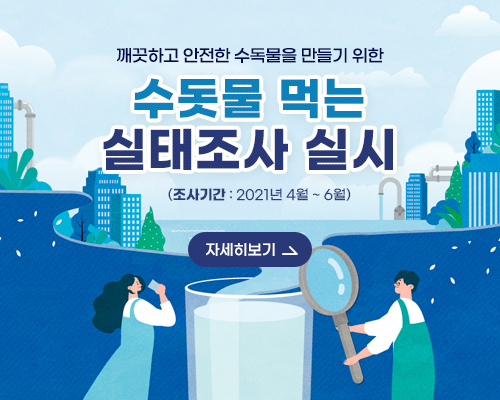 깨끗하고 안전한 수돗물을 만들기 위한
수돗물 먹는
실태조사 실시
(조사기간 : 2021년 4월 ~ 6월)
자세히보기